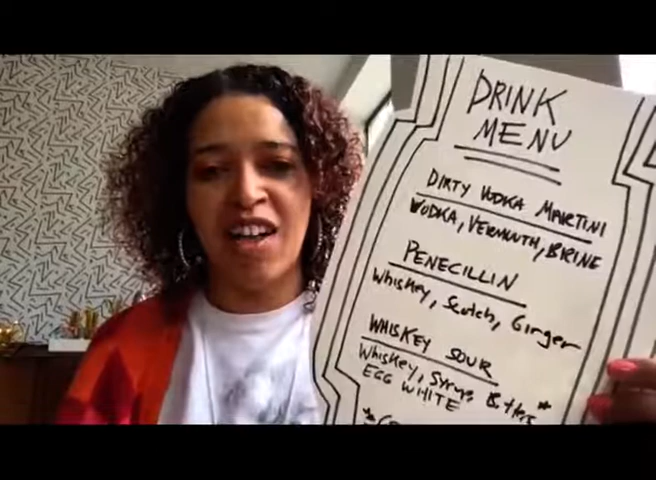 DRINK
MENU
DIRTY VODKA MARTINI
VODKA, VERMOUTH, BRINE
PENECILLIN
WHISKEY, SCOTCH, GINGER
WHISKEY SOUR
WHISKEY, SYRUP, BITTERS *
EGG WHITE
*